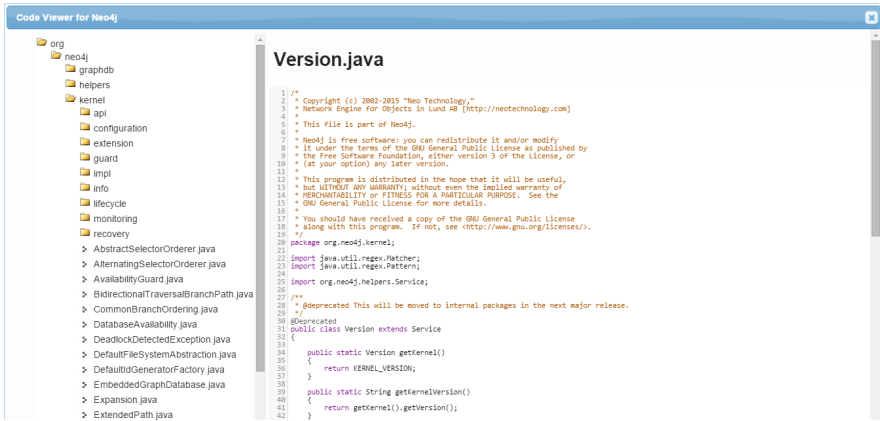 Code Viewer for Neo4j
org
neo4j
graphdb
helpers
kernel
api
configuration
extension
guard
impl
info
lifecycle
monitoring
recovery
AbstractSelectorOrderer.java
AlternatingSelectorOrderer.java
AvailabilityGuard.java
BidirectionalTraversalBranchPath.java
CommonBranchOrdering.java
DatabaseAvailability.java
DeadlockDetectedException.java
DefaultFileSystemAbstraction.java
DefaultIdGeneratorFactory.java
EmbeddedGraphDatabase.java
Expansion.java
ExtendedPath.java
Version.java
1 /*
2  * Copyright (c) 2002-2015 "Neo Technology,"
3  * Network Engine for Objects in Lund AB [http://neotechnology.com]
4  *
5  * This file is part of Neo4j.
6  *
7  * Neo4j is free software: you can redistribute it and/or modify
8  * it under the terms of the GNU General Public License as published by
9  * the Free Software Foundation, either version 3 of the License, or
10  * (at your option) any later version.
11  *
12  * This program is distributed in the hope that it will be useful,
13  * but WITHOUT ANY WARRANTY; without even the implied warranty of
14  * MERCHANTABILITY or FITNESS FOR A PARTICULAR PURPOSE.  See the
15  * GNU General Public License for more details.
16  *
17  * You should have received a copy of the GNU General Public License
18  * along with this program.  If not, see <http://www.gnu.org/licenses/>.
19  */
20 package org.neo4j.kernel;
21
22 import java.util.regex.Matcher;
23 import java.util.regex.Pattern;
24
25 import org.neo4j.helpers.Service;
26
27 /**
28  * @deprecated This will be moved to internal packages in the next major release.
29  */
30 @Deprecated
31 public class Version extends Service
32 {
33
34     public static Version getKernel()
35     {
36         return KERNEL_VERSION;
37     }
38
39     public static String getKernelVersion()
40     {
41         return getKernel().getVersion();
42     }